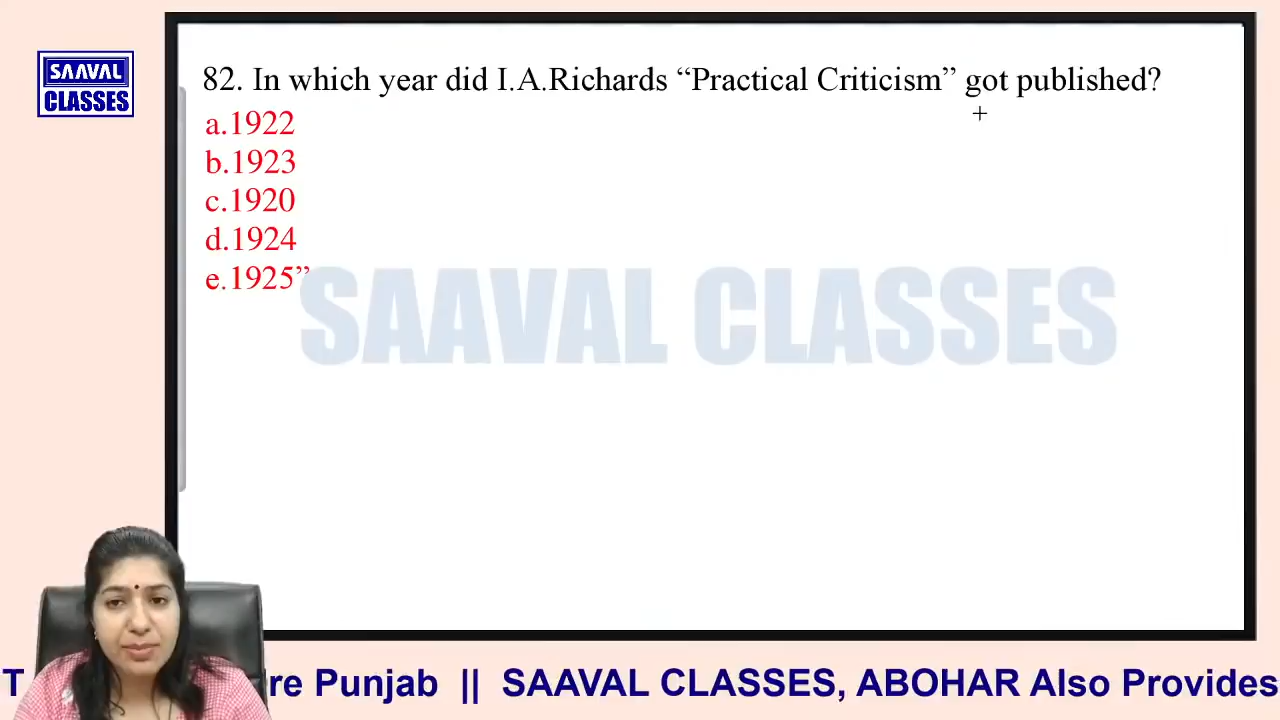 SAAVAL
CLASSES
82. In which year did I.A.Richards “Practical Criticism” got published?
a.1922
b.1923
c.1920
d.1924
e.1925”
SAAVAL CLASSES
T re Punjab || SAAVAL CLASSES, ABOHAR Also Provides